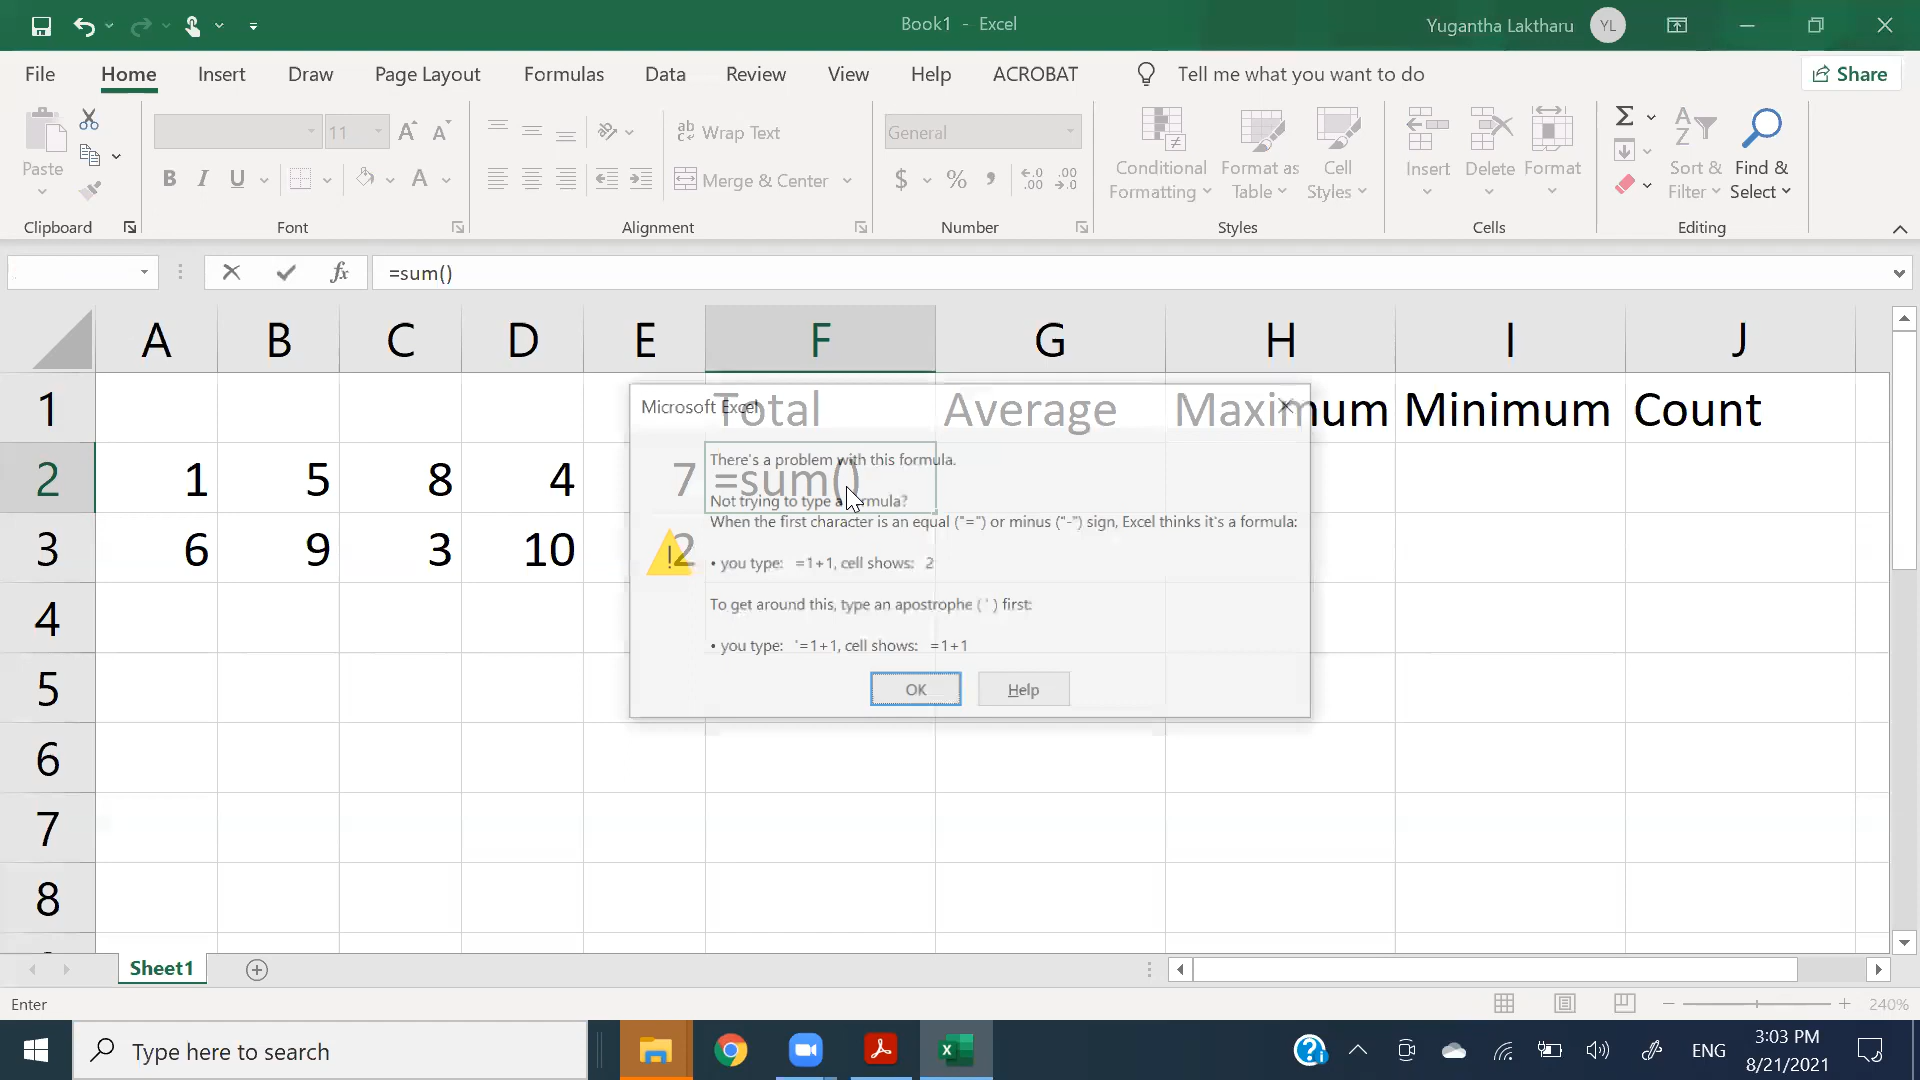 Book1 - Excel
Yugantha Laktharu
YL
File Home Insert Draw Page Layout Formulas Data Review View Help ACROBAT Tell me what you want to do Share
Paste
11
Wrap Text
General
B I U
Merge & Center
$ % ,
Conditional Formatting
Format as Table
Cell Styles
Insert Delete Format
Sort & Filter
Find & Select
Clipboard Font Alignment Number Styles Cells Editing
fx =sum()
A B C D E F G H I J
1 Total Average Maximum Minimum Count
2 1 5 8 4 7 =sum()
3 6 9 3 10 2
4
5
6
7
8
Microsoft Excel
There's a problem with this formula.
Not trying to type a formula?
When the first character is an equal ("=") or minus ("-") sign, Excel thinks it's a formula:
• you type: =1+1, cell shows: 2
To get around this, type an apostrophe ( ' ) first:
• you type: '=1+1, cell shows: =1+1
OK Help
Sheet1
Enter
240%
Type here to search
ENG
3:03 PM
8/21/2021